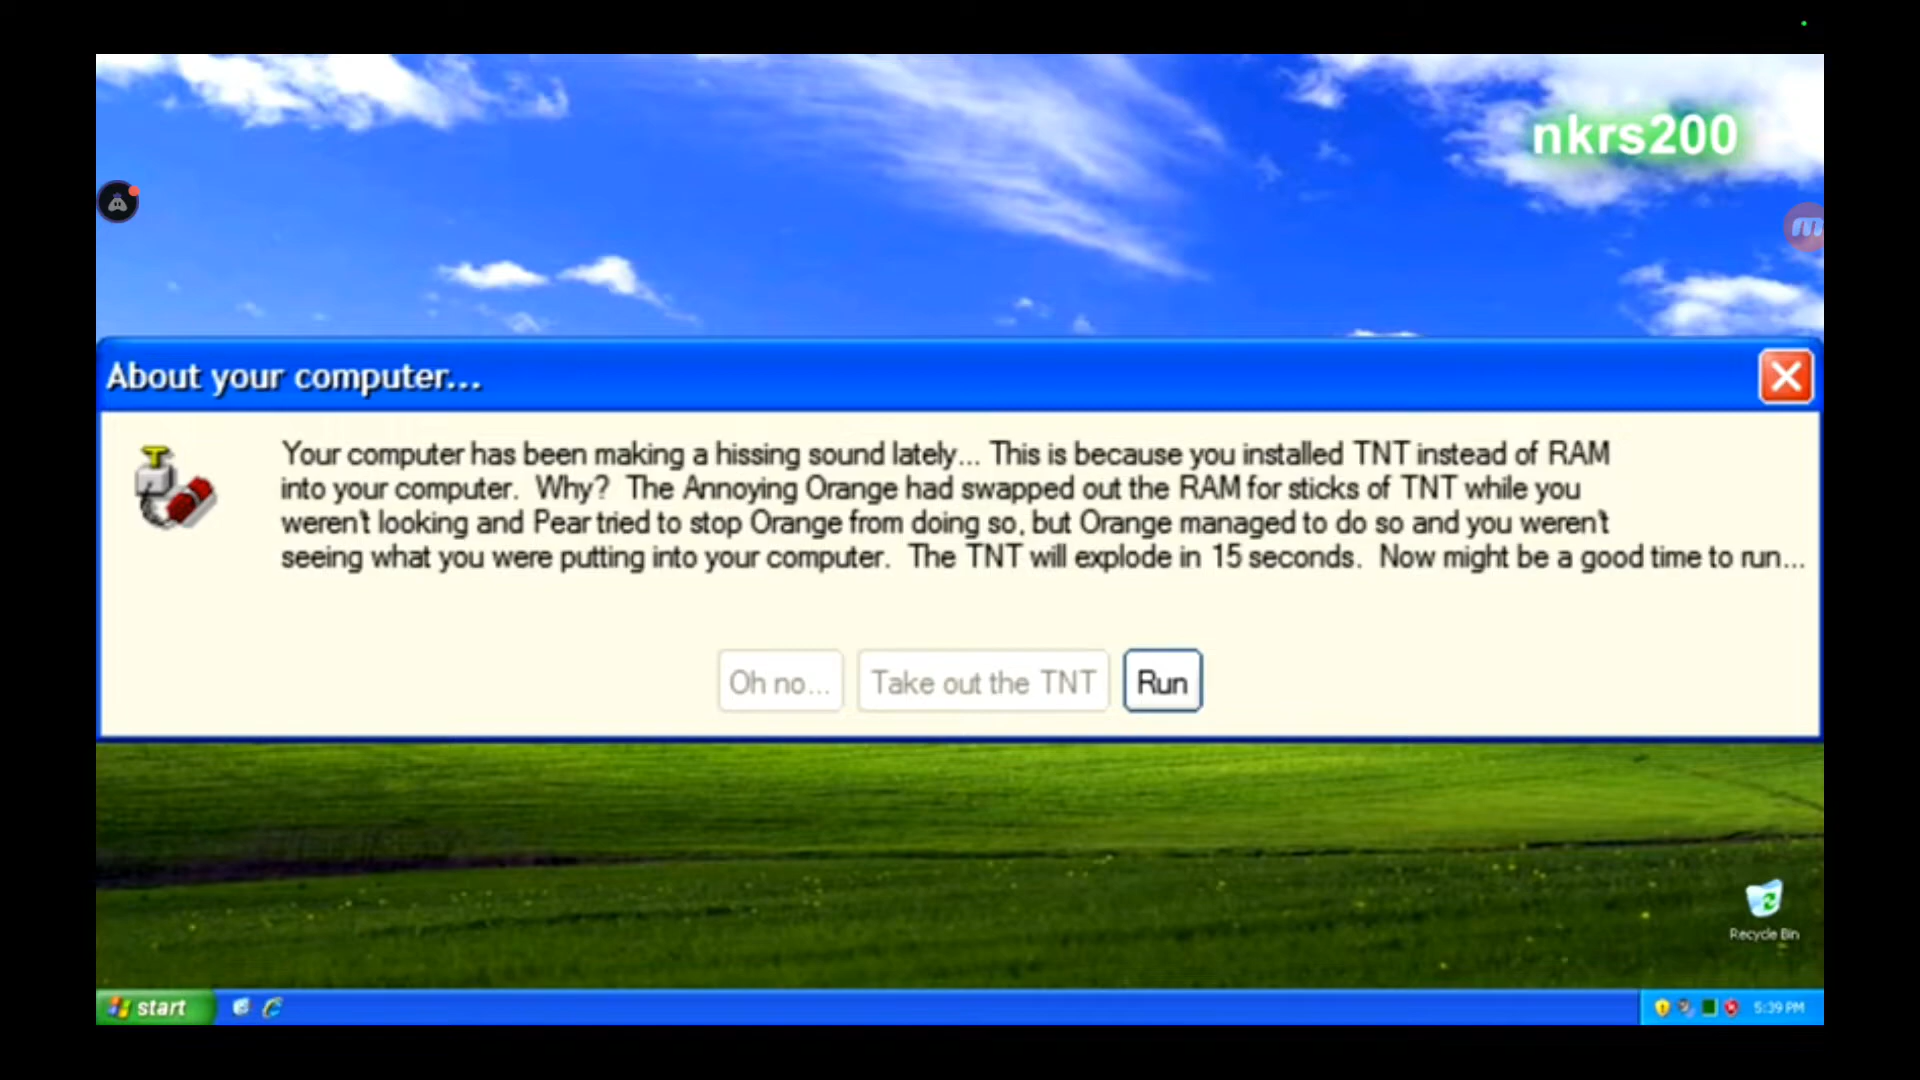 nkrs200
About your computer...
Your computer has been making a hissing sound lately... This is because you installed TNT instead of RAM
into your computer.  Why?  The Annoying Orange had swapped out the RAM for sticks of TNT while you
weren't looking and Pear tried to stop Orange from doing so, but Orange managed to do so and you weren't
seeing what you were putting into your computer.  The TNT will explode in 15 seconds.  Now might be a good time to run...
Oh no... Take out the TNT Run
Recycle Bin
start 5:39 PM